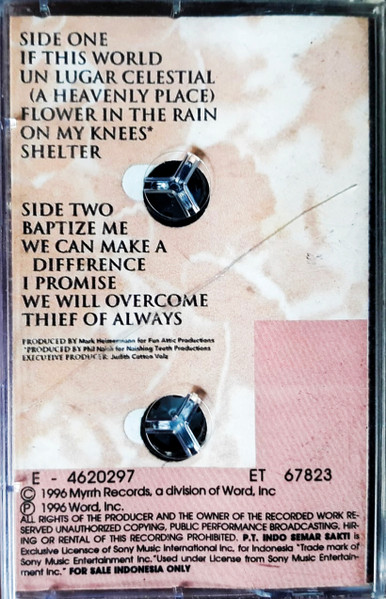 SIDE ONE
IF THIS WORLD
UN LUGAR CELESTIAL
(A HEAVENLY PLACE)
FLOWER IN THE RAIN
ON MY KNEES*
SHELTER
SIDE TWO
BAPTIZE ME
WE CAN MAKE A
DIFFERENCE
I PROMISE
WE WILL OVERCOME
THIEF OF ALWAYS
PRODUCED BY Mark Heimermann for Fun Attic Productions
*PRODUCED BY Phil Naish for Naishing Teeth Productions
EXECUTIVE PRODUCER: Judith Cotton Volz
E - 4620297 ET 67823
© 1996 Myrrh Records, a division of Word, Inc
℗ 1996 Word, Inc.
ALL RIGHTS OF THE PRODUCER AND THE OWNER OF THE RECORDED WORK RE-
SERVED UNAUTHORIZED COPYING, PUBLIC PERFORMANCE BROADCASTING, HIR-
ING OR RENTAL OF THIS RECORDING PROHIBITED. P.T. INDO SEMAR SAKTI is
Exclusive Licensce of Sony Music International Inc, for Indonesia "Trade mark of
Sony Music Entertainment Inc."Used under License from Sony Music Entertain-
ment Inc." FOR SALE INDONESIA ONLY